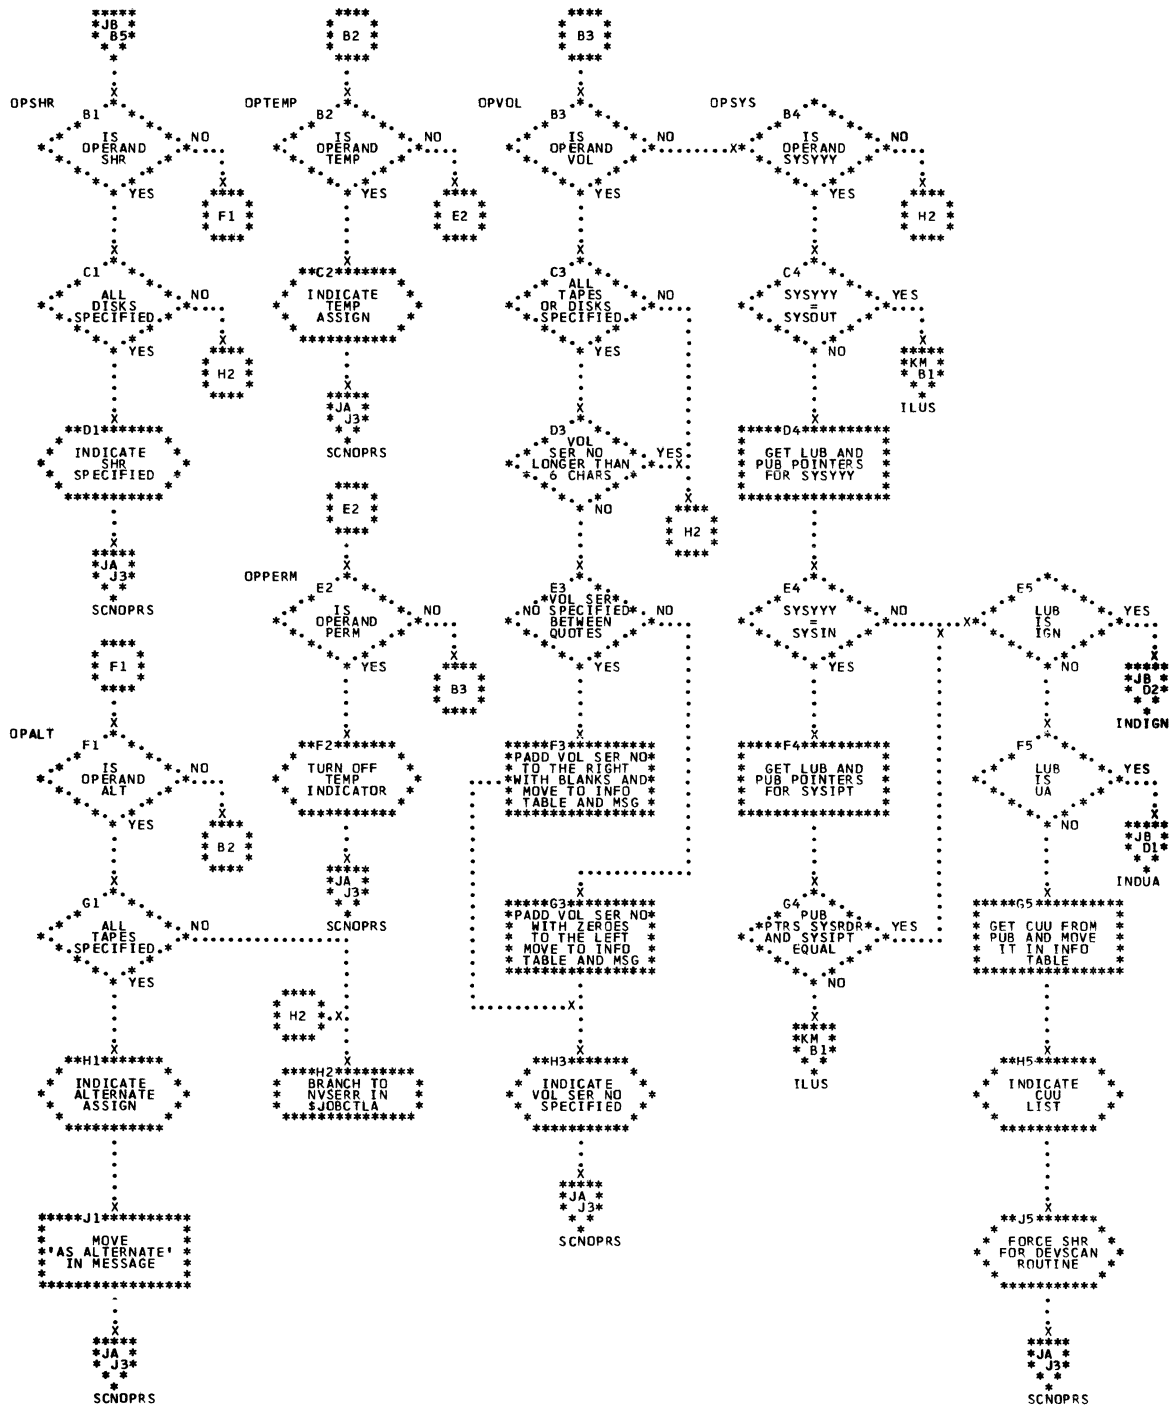 JB
B5
OPSHR
B1
IS
OPERAND
SHR
NO
YES
F1
C1
ALL
DISKS
SPECIFIED
NO
YES
H2
D1
INDICATE
SHR
SPECIFIED
JA
J3
SCNOPRS
F1
OPALT
F1
IS
OPERAND
ALT
NO
YES
B2
G1
ALL
TAPES
SPECIFIED
NO
YES
H1
INDICATE
ALTERNATE
ASSIGN
J1
MOVE
'AS ALTERNATE'
IN MESSAGE
JA
J3
SCNOPRS
B2
OPTEMP
B2
IS
OPERAND
TEMP
NO
YES
E2
C2
INDICATE
TEMP
ASSIGN
JA
J3
SCNOPRS
E2
OPPERM
E2
IS
OPERAND
PERM
NO
YES
B3
F2
TURN OFF
TEMP
INDICATOR
JA
J3
SCNOPRS
H2
H2
BRANCH TO
NVSERR IN
$JOBCTLA
B3
OPVOL
B3
IS
OPERAND
VOL
NO
YES
C3
ALL
TAPES
OR DISKS
SPECIFIED
NO
YES
D3
VOL
SER NO
LONGER THAN
6 CHARS
YES
NO
H2
E3
VOL SER
NO SPECIFIED
BETWEEN
QUOTES
NO
YES
F3
PADD VOL SER NO
TO THE RIGHT
WITH BLANKS AND
MOVE TO INFO
TABLE AND MSG
G3
PADD VOL SER NO
WITH ZEROES
TO THE LEFT
MOVE TO INFO
TABLE AND MSG
H3
INDICATE
VOL SER NO
SPECIFIED
JA
J3
SCNOPRS
OPSYS
B4
IS
OPERAND
SYSYYY
NO
YES
H2
C4
SYSYYY
=
SYSOUT
YES
NO
KM
B1
ILUS
D4
GET LUB AND
PUB POINTERS
FOR SYSYYY
E4
SYSYYY
=
SYSIN
NO
YES
F4
GET LUB AND
PUB POINTERS
FOR SYSIPT
G4
PUB
PTRS SYSRDR
AND SYSIPT
EQUAL
YES
NO
KM
B1
ILUS
E5
LUB
IS
IGN
YES
NO
JB
D2
INDIGN
F5
LUB
IS
UA
YES
NO
JB
D1
INDUA
G5
GET CUU FROM
PUB AND MOVE
IT IN INFO
TABLE
H5
INDICATE
CUU
LIST
J5
FORCE SHR
FOR DEVSCAN
ROUTINE
JA
J3
SCNOPRS